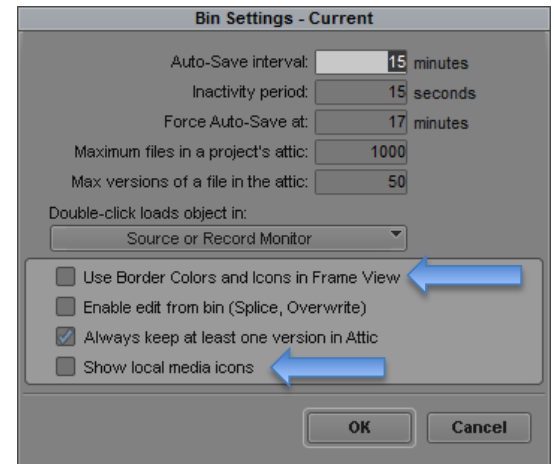 Bin Settings - Current
Auto-Save interval: 15 minutes
Inactivity period: 15 seconds
Force Auto-Save at: 17 minutes
Maximum files in a project's attic: 1000
Max versions of a file in the attic: 50
Double-click loads object in:
Source or Record Monitor
Use Border Colors and Icons in Frame View
Enable edit from bin (Splice, Overwrite)
Always keep at least one version in Attic
Show local media icons
OK Cancel